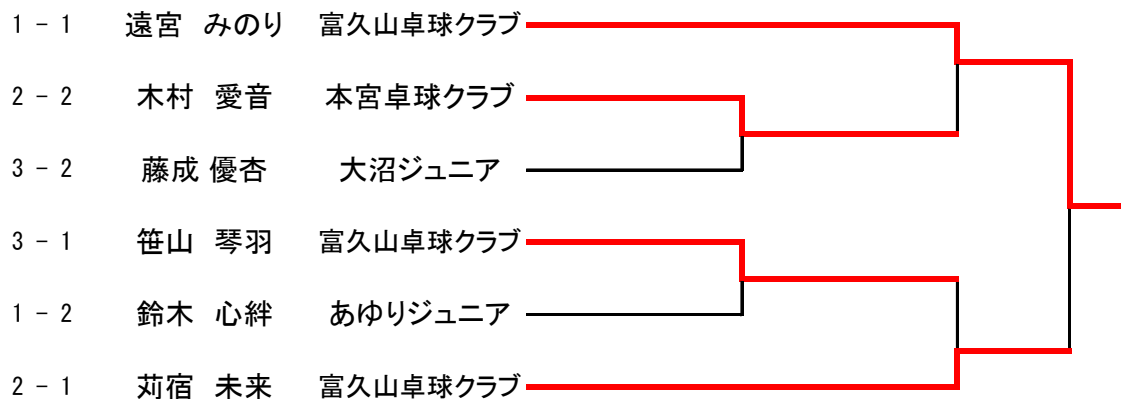 1 - 1 遠宮 みのり 富久山卓球クラブ
2 - 2 木村 愛音 本宮卓球クラブ
3 - 2 藤成 優杏 大沼ジュニア
3 - 1 笹山 琴羽 富久山卓球クラブ
1 - 2 鈴木 心絆 あゆりジュニア
2 - 1 苅宿 未来 富久山卓球クラブ